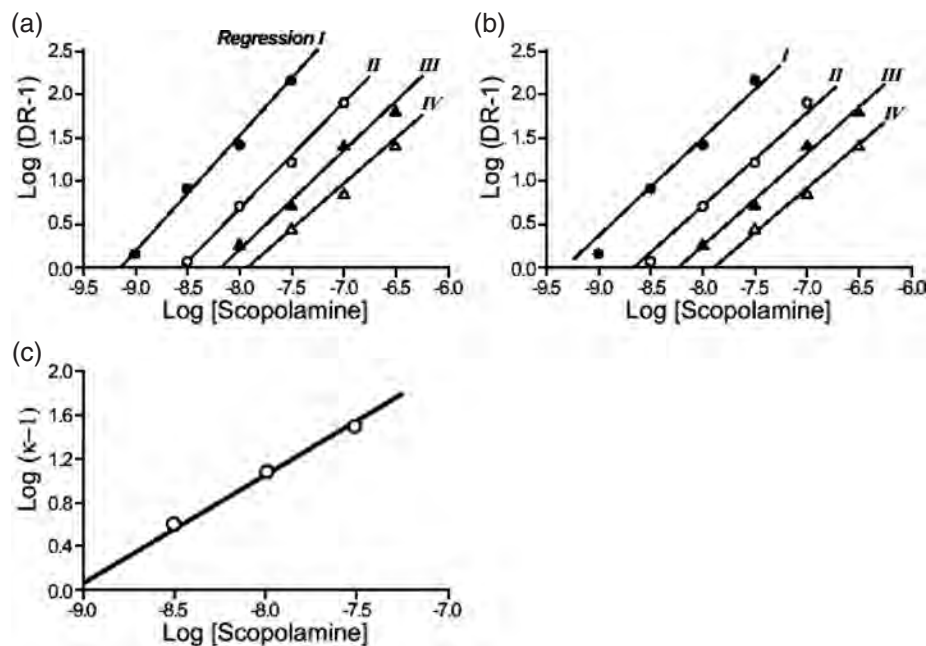 (a)
2.5
2.0
1.5
1.0
0.5
0.0
Log (DR-1)
Regression I
II
III
IV
-9.5 -9.0 -8.5 -8.0 -7.5 -7.0 -6.5 -6.0
Log [Scopolamine]
(b)
2.5
2.0
1.5
1.0
0.5
0.0
Log (DR-1)
I
II
III
IV
-9.5 -9.0 -8.5 -8.0 -7.5 -7.0 -6.5 -6.0
Log [Scopolamine]
(c)
2.0
1.6
1.2
0.8
0.4
0.0
Log (κ–1)
-9.0 -8.5 -8.0 -7.5 -7.0
Log [Scopolamine]